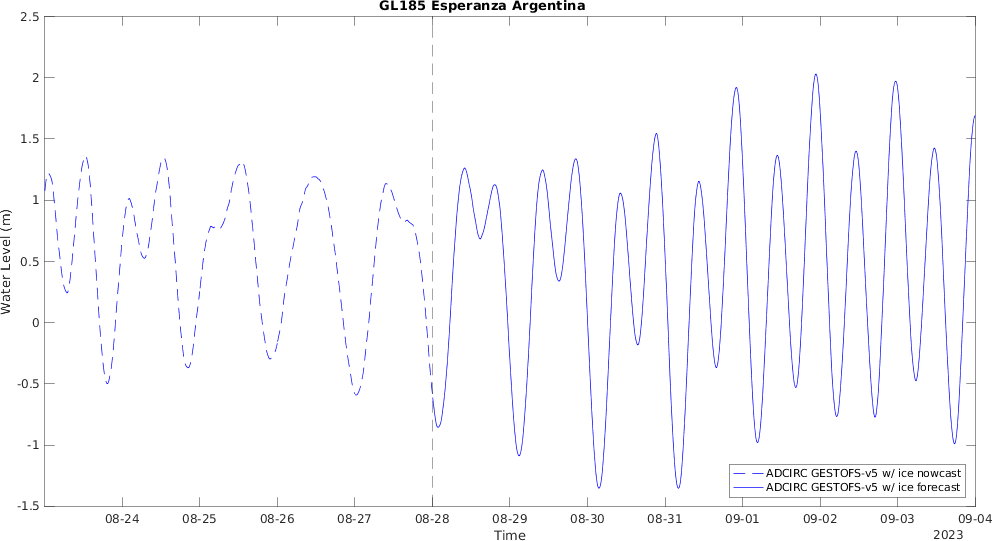 GL185 Esperanza Argentina
2.5
2
1.5
1
0.5
0
-0.5
-1
-1.5
Water Level (m)
ADCIRC GESTOFS-v5 w/ ice nowcast
ADCIRC GESTOFS-v5 w/ ice forecast
08-24 08-25 08-26 08-27 08-28 08-29 08-30 08-31 09-01 09-02 09-03 09-04
Time
2023